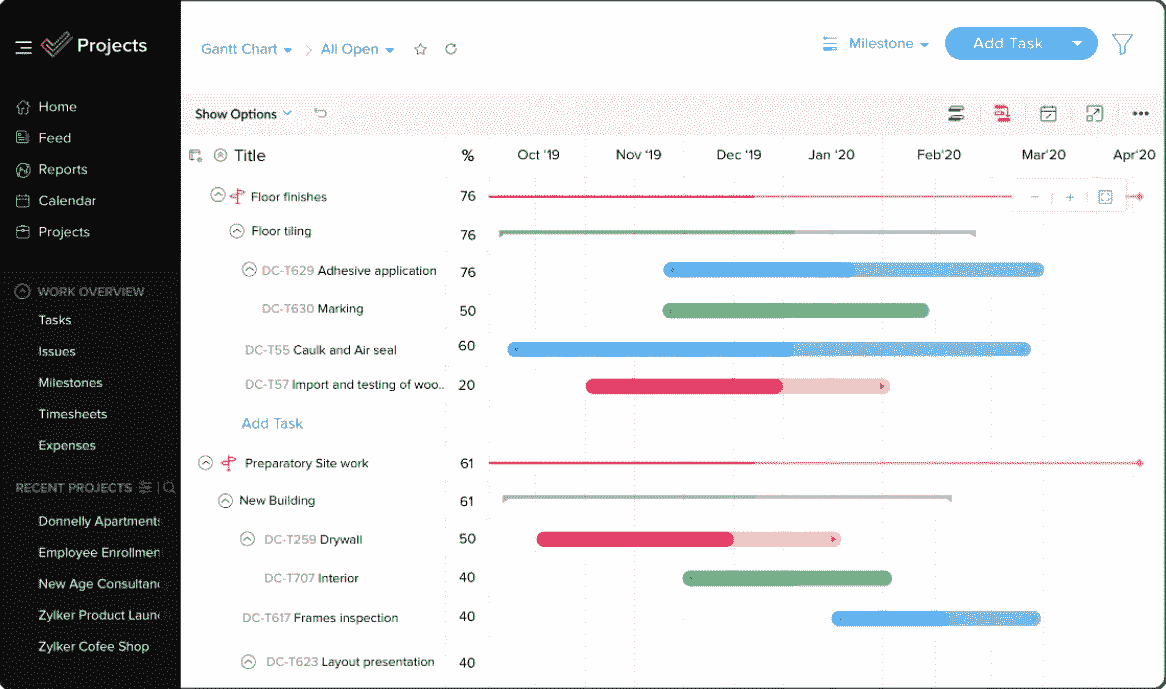 Projects
Home
Feed
Reports
Calendar
Projects
WORK OVERVIEW
Tasks
Issues
Milestones
Timesheets
Expenses
RECENT PROJECTS
Donnelly Apartments
Employee Enrollmen
New Age Consultanc
Zylker Product Laun
Zylker Cofee Shop
Gantt Chart All Open
Milestone Add Task
Show Options
Title % Oct '19 Nov '19 Dec '19 Jan '20 Feb'20 Mar'20 Apr'20
Floor finishes 76
Floor tiling 76
DC-T629 Adhesive application 76
DC-T630 Marking 50
DC-T55 Caulk and Air seal 60
DC-T57 Import and testing of woo.. 20
Add Task
Preparatory Site work 61
New Building 61
DC-T259 Drywall 50
DC-T707 Interior 40
DC-T617 Frames inspection 40
DC-T623 Layout presentation 40